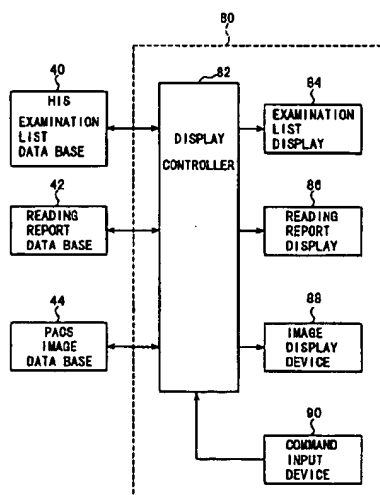 80
40
HIS
EXAMINATION
LIST
DATA BASE
82
DISPLAY
CONTROLLER
84
EXAMINATION
LIST
DISPLAY
42
READING
REPORT
DATA BASE
86
READING
REPORT
DISPLAY
44
PACS
IMAGE
DATA BASE
88
IMAGE
DISPLAY
DEVICE
90
COMMAND
INPUT
DEVICE